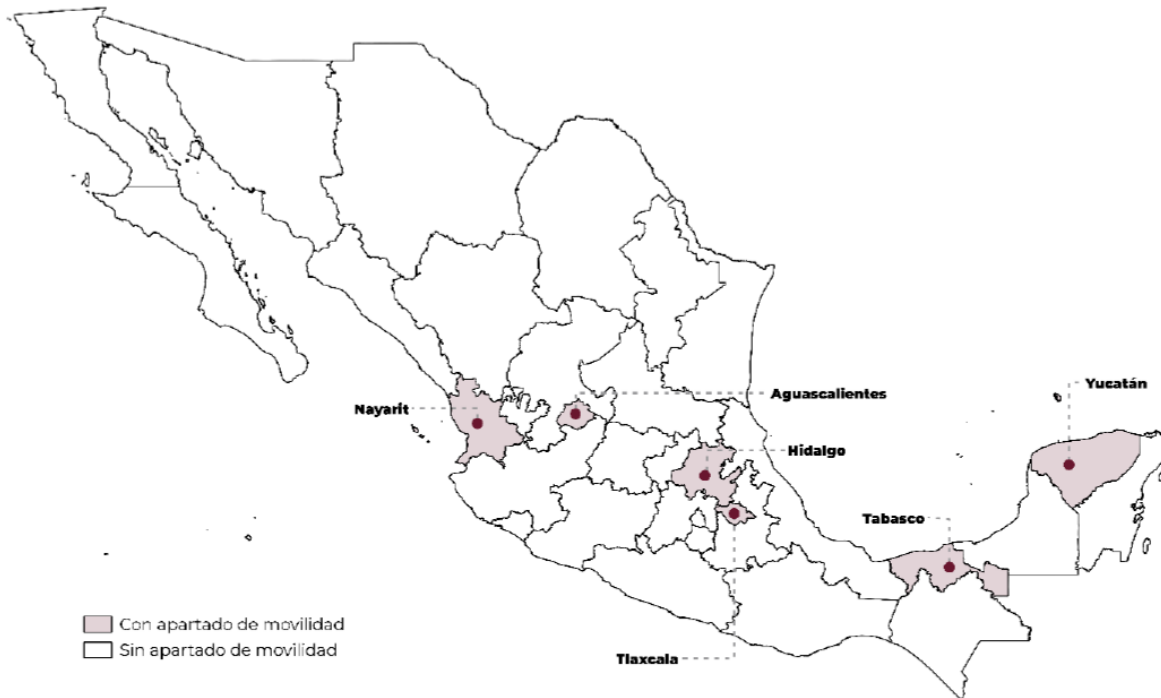 Yucatán
Aguascalientes
Nayarit
Hidalgo
Tabasco
Con apartado de movilidad
Sin apartado de movilidad
Tlaxcala